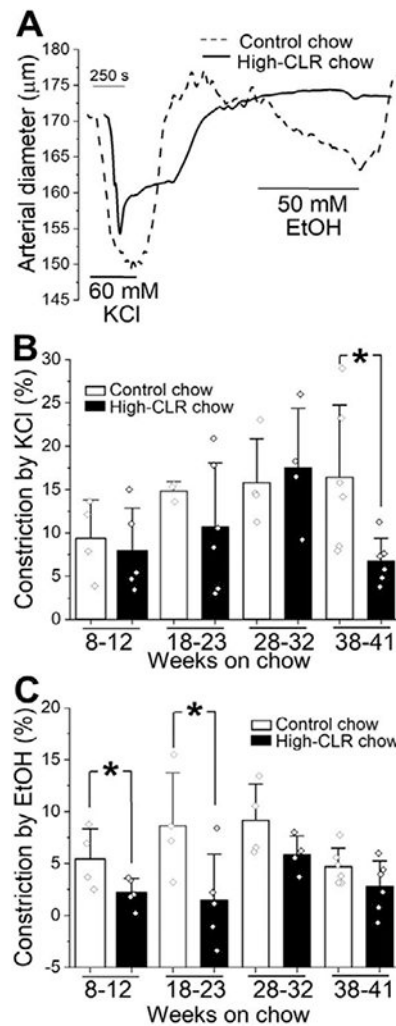 A
Control chow
High-CLR chow
250 s
Arterial diameter (μm)
180
175
170
165
160
155
150
145
60 mM
KCl
50 mM
EtOH
B
Constriction by KCl (%)
30
25
20
15
10
5
0
Control chow
High-CLR chow
*
8-12
18-23
28-32
38-41
Weeks on chow
C
Constriction by EtOH (%)
20
15
10
5
0
-5
Control chow
High-CLR chow
*
*
8-12
18-23
28-32
38-41
Weeks on chow